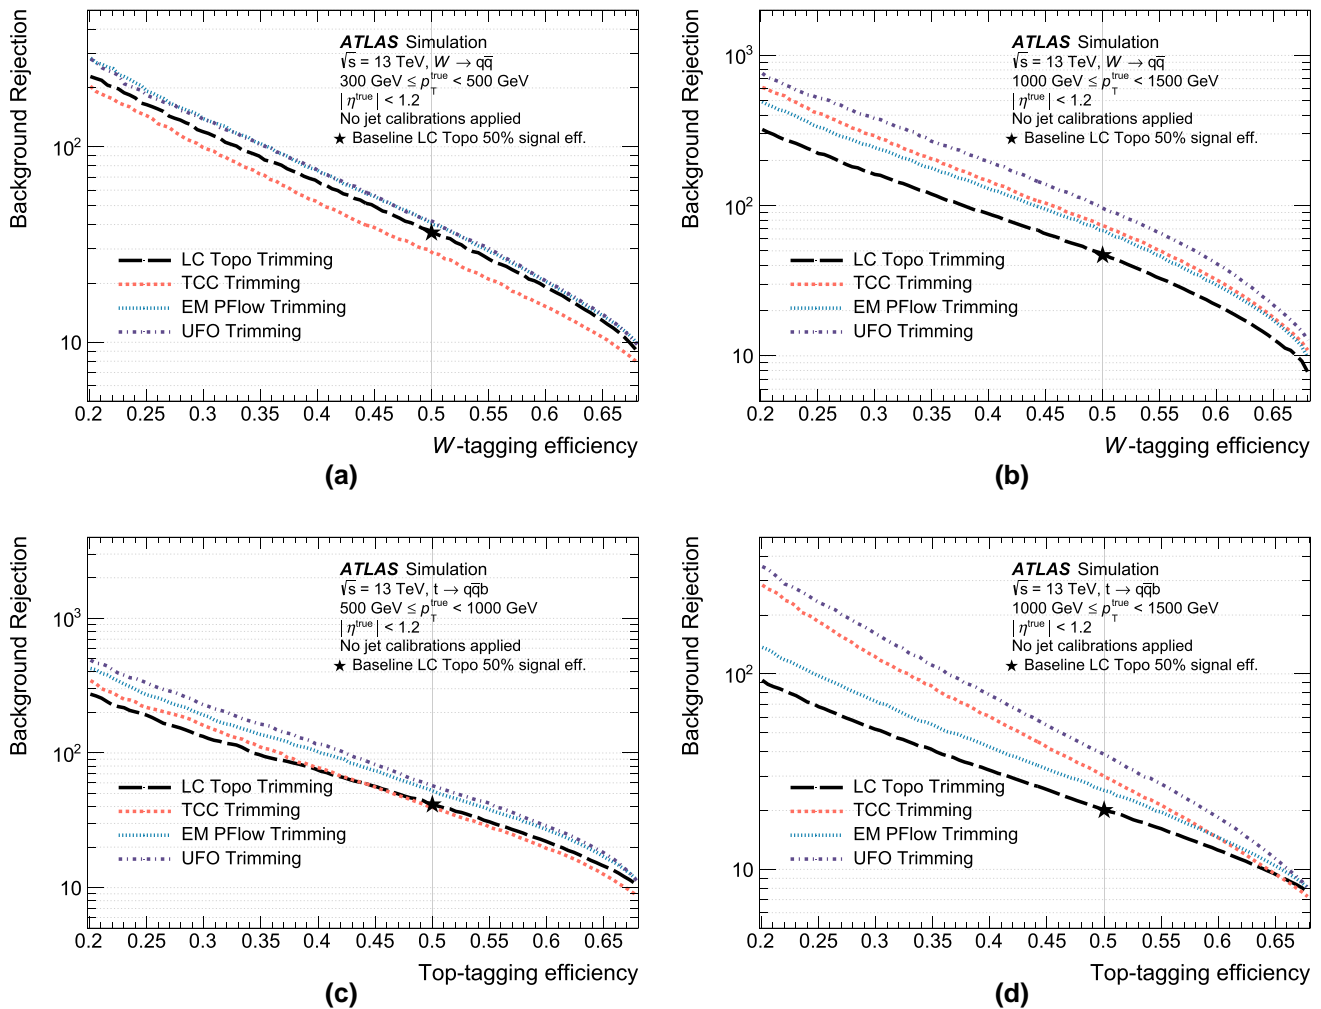 Background Rejection
10²
10
ATLAS Simulation
√s = 13 TeV, W → qq̅
300 GeV ≤ p_T^true < 500 GeV
| η^true | < 1.2
No jet calibrations applied
★ Baseline LC Topo 50% signal eff.
LC Topo Trimming
TCC Trimming
EM PFlow Trimming
UFO Trimming
0.2 0.25 0.3 0.35 0.4 0.45 0.5 0.55 0.6 0.65
W-tagging efficiency
(a)
Background Rejection
10³
10²
10
ATLAS Simulation
√s = 13 TeV, W → qq̅
1000 GeV ≤ p_T^true < 1500 GeV
| η^true | < 1.2
No jet calibrations applied
★ Baseline LC Topo 50% signal eff.
LC Topo Trimming
TCC Trimming
EM PFlow Trimming
UFO Trimming
0.2 0.25 0.3 0.35 0.4 0.45 0.5 0.55 0.6 0.65
W-tagging efficiency
(b)
Background Rejection
10³
10²
10
ATLAS Simulation
√s = 13 TeV, t → qq̅b
500 GeV ≤ p_T^true < 1000 GeV
| η^true | < 1.2
No jet calibrations applied
★ Baseline LC Topo 50% signal eff.
LC Topo Trimming
TCC Trimming
EM PFlow Trimming
UFO Trimming
0.2 0.25 0.3 0.35 0.4 0.45 0.5 0.55 0.6 0.65
Top-tagging efficiency
(c)
Background Rejection
10²
10
ATLAS Simulation
√s = 13 TeV, t → qq̅b
1000 GeV ≤ p_T^true < 1500 GeV
| η^true | < 1.2
No jet calibrations applied
★ Baseline LC Topo 50% signal eff.
LC Topo Trimming
TCC Trimming
EM PFlow Trimming
UFO Trimming
0.2 0.25 0.3 0.35 0.4 0.45 0.5 0.55 0.6 0.65
Top-tagging efficiency
(d)